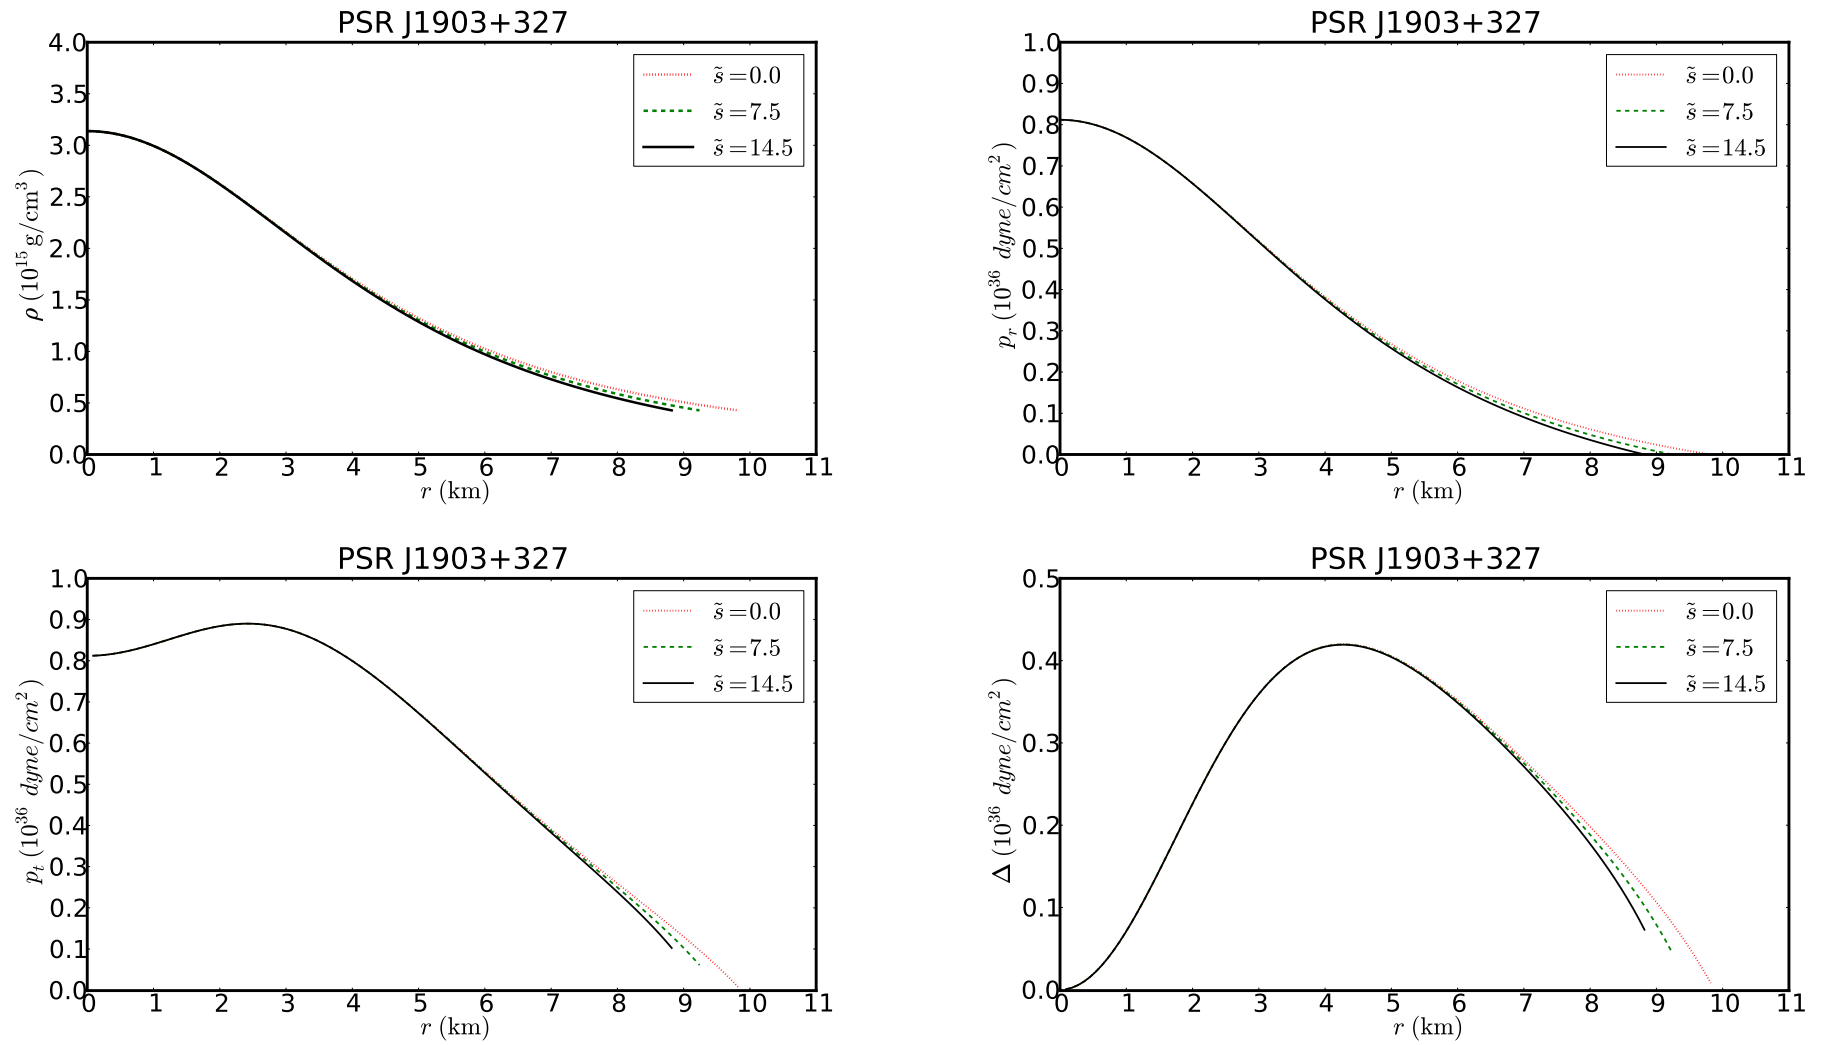 PSR J1903+327
4.0
3.5
3.0
2.5
2.0
1.5
1.0
0.5
0.0
0 1 2 3 4 5 6 7 8 9 10 11
ρ (10^15 g/cm^3)
r (km)
s̃=0.0
s̃=7.5
s̃=14.5
PSR J1903+327
1.0
0.9
0.8
0.7
0.6
0.5
0.4
0.3
0.2
0.1
0.0
0 1 2 3 4 5 6 7 8 9 10 11
p_r (10^36 dyne/cm^2)
r (km)
s̃=0.0
s̃=7.5
s̃=14.5
PSR J1903+327
1.0
0.9
0.8
0.7
0.6
0.5
0.4
0.3
0.2
0.1
0.0
0 1 2 3 4 5 6 7 8 9 10 11
p_t (10^36 dyne/cm^2)
r (km)
s̃=0.0
s̃=7.5
s̃=14.5
PSR J1903+327
0.5
0.4
0.3
0.2
0.1
0.0
0 1 2 3 4 5 6 7 8 9 10 11
Δ (10^36 dyne/cm^2)
r (km)
s̃=0.0
s̃=7.5
s̃=14.5